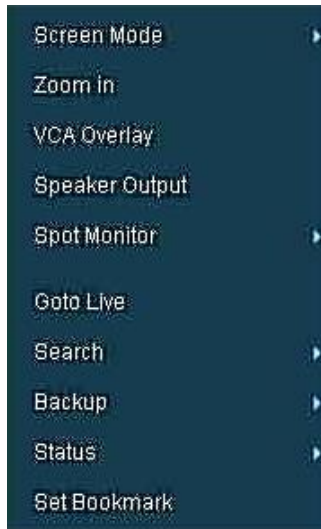 Screen Mode
Zoom in
VCA Overlay
Speaker Output
Spot Monitor
Goto Live
Search
Backup
Status
Set Bookmark